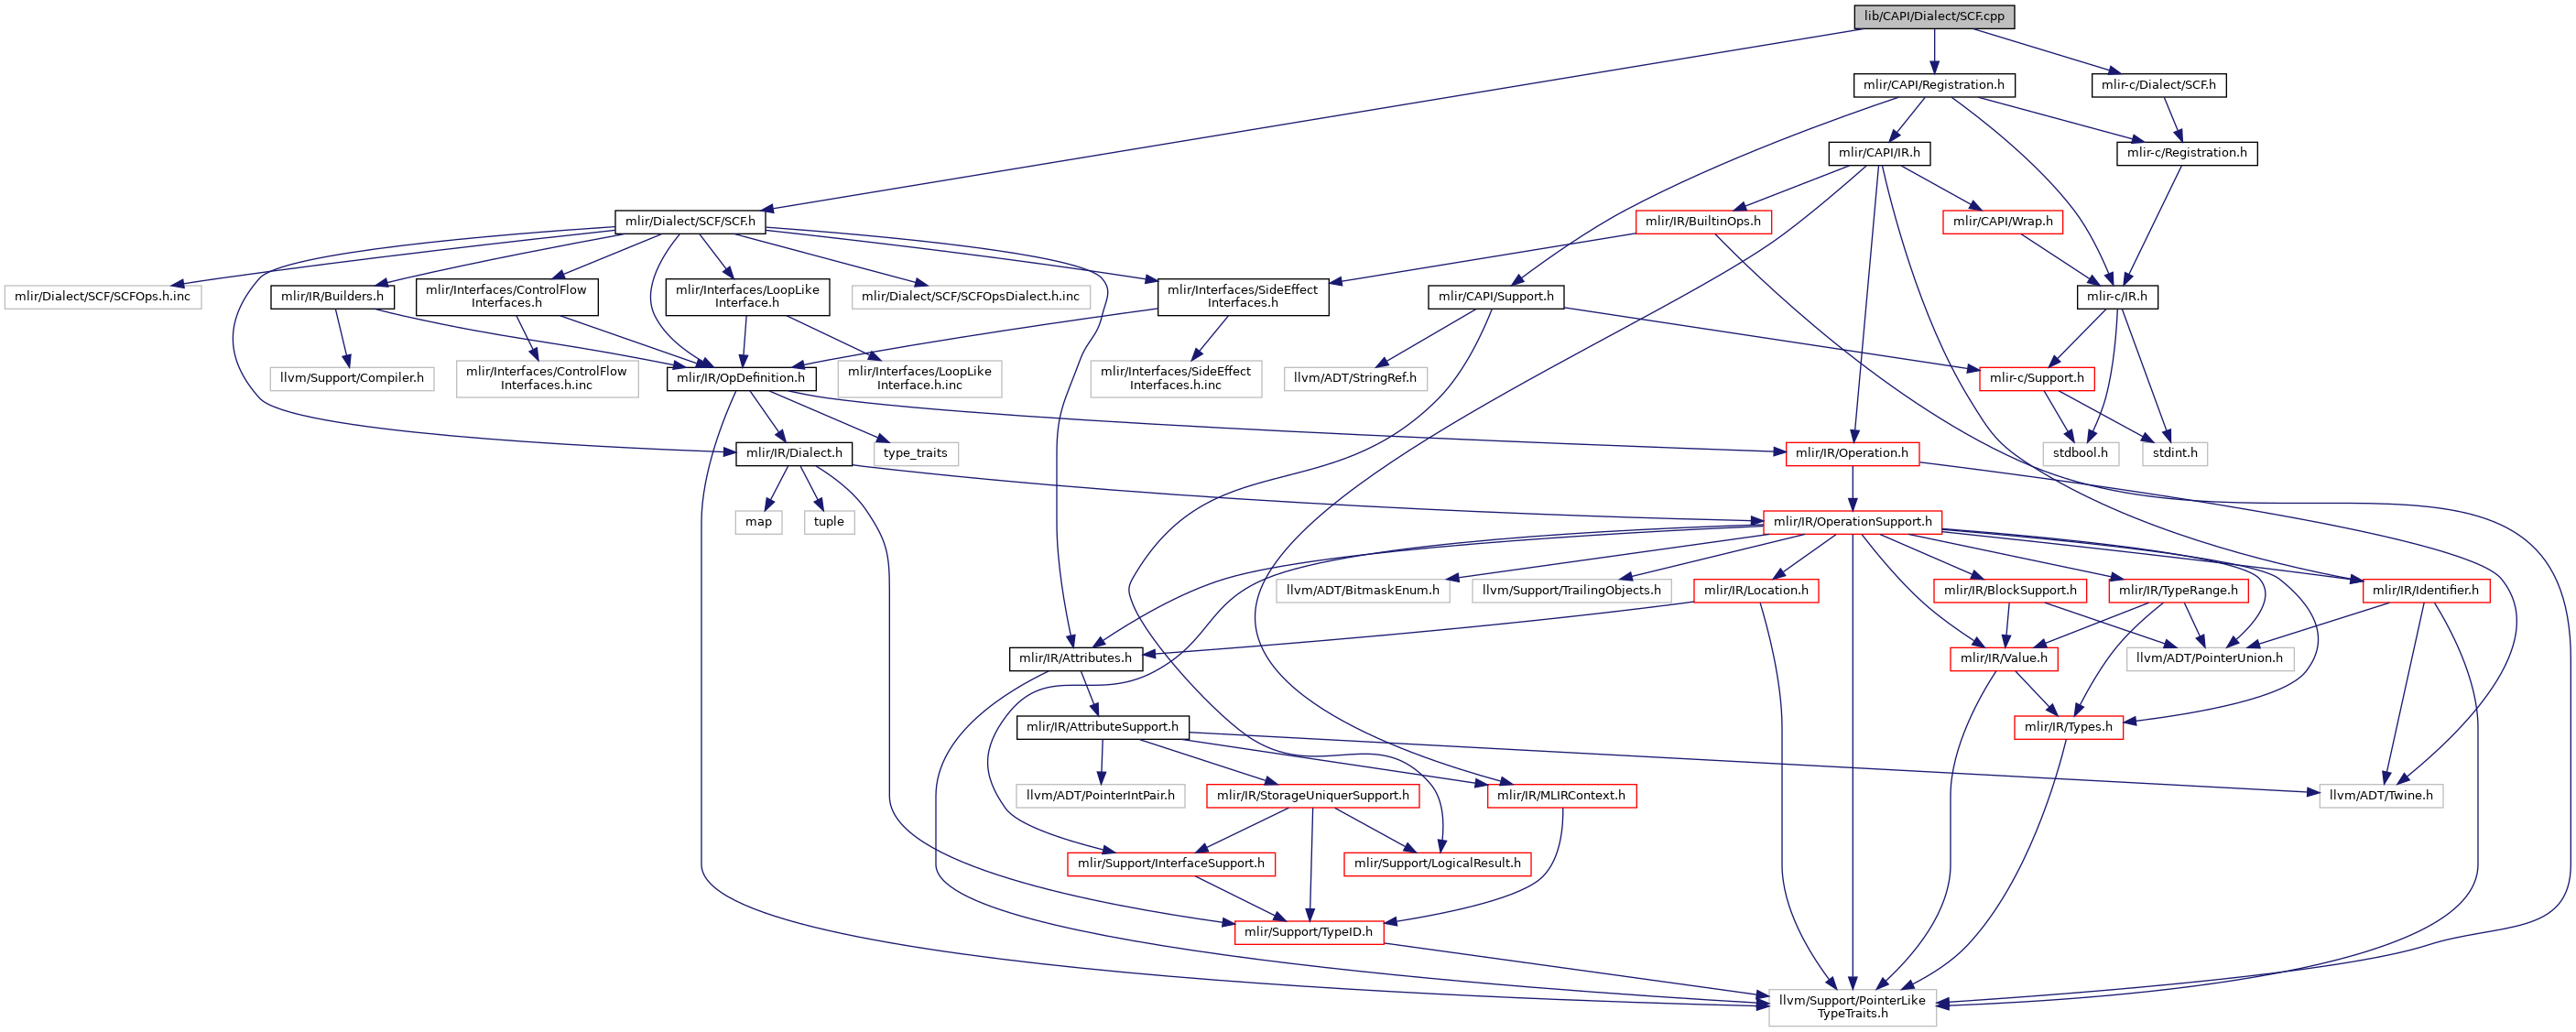 lib/CAPI/Dialect/SCF.cpp
mlir/CAPI/Registration.h
mlir-c/Dialect/SCF.h
mlir/CAPI/IR.h
mlir-c/Registration.h
mlir/Dialect/SCF/SCF.h
mlir/IR/BuiltinOps.h
mlir/CAPI/Wrap.h
mlir/Dialect/SCF/SCFOps.h.inc
mlir/IR/Builders.h
mlir/Interfaces/ControlFlow
Interfaces.h
mlir/Interfaces/LoopLike
Interface.h
mlir/Dialect/SCF/SCFOpsDialect.h.inc
mlir/Interfaces/SideEffect
Interfaces.h
mlir/CAPI/Support.h
mlir-c/IR.h
llvm/Support/Compiler.h
mlir/Interfaces/ControlFlow
Interfaces.h.inc
mlir/IR/OpDefinition.h
mlir/Interfaces/LoopLike
Interface.h.inc
mlir/Interfaces/SideEffect
Interfaces.h.inc
llvm/ADT/StringRef.h
mlir-c/Support.h
mlir/IR/Dialect.h
type_traits
mlir/IR/Operation.h
stdbool.h
stdint.h
map
tuple
mlir/IR/OperationSupport.h
llvm/ADT/BitmaskEnum.h
llvm/Support/TrailingObjects.h
mlir/IR/Location.h
mlir/IR/BlockSupport.h
mlir/IR/TypeRange.h
mlir/IR/Identifier.h
mlir/IR/Attributes.h
mlir/IR/Value.h
llvm/ADT/PointerUnion.h
mlir/IR/AttributeSupport.h
mlir/IR/Types.h
llvm/ADT/PointerIntPair.h
mlir/IR/StorageUniquerSupport.h
mlir/IR/MLIRContext.h
llvm/ADT/Twine.h
mlir/Support/InterfaceSupport.h
mlir/Support/LogicalResult.h
mlir/Support/TypeID.h
llvm/Support/PointerLike
TypeTraits.h